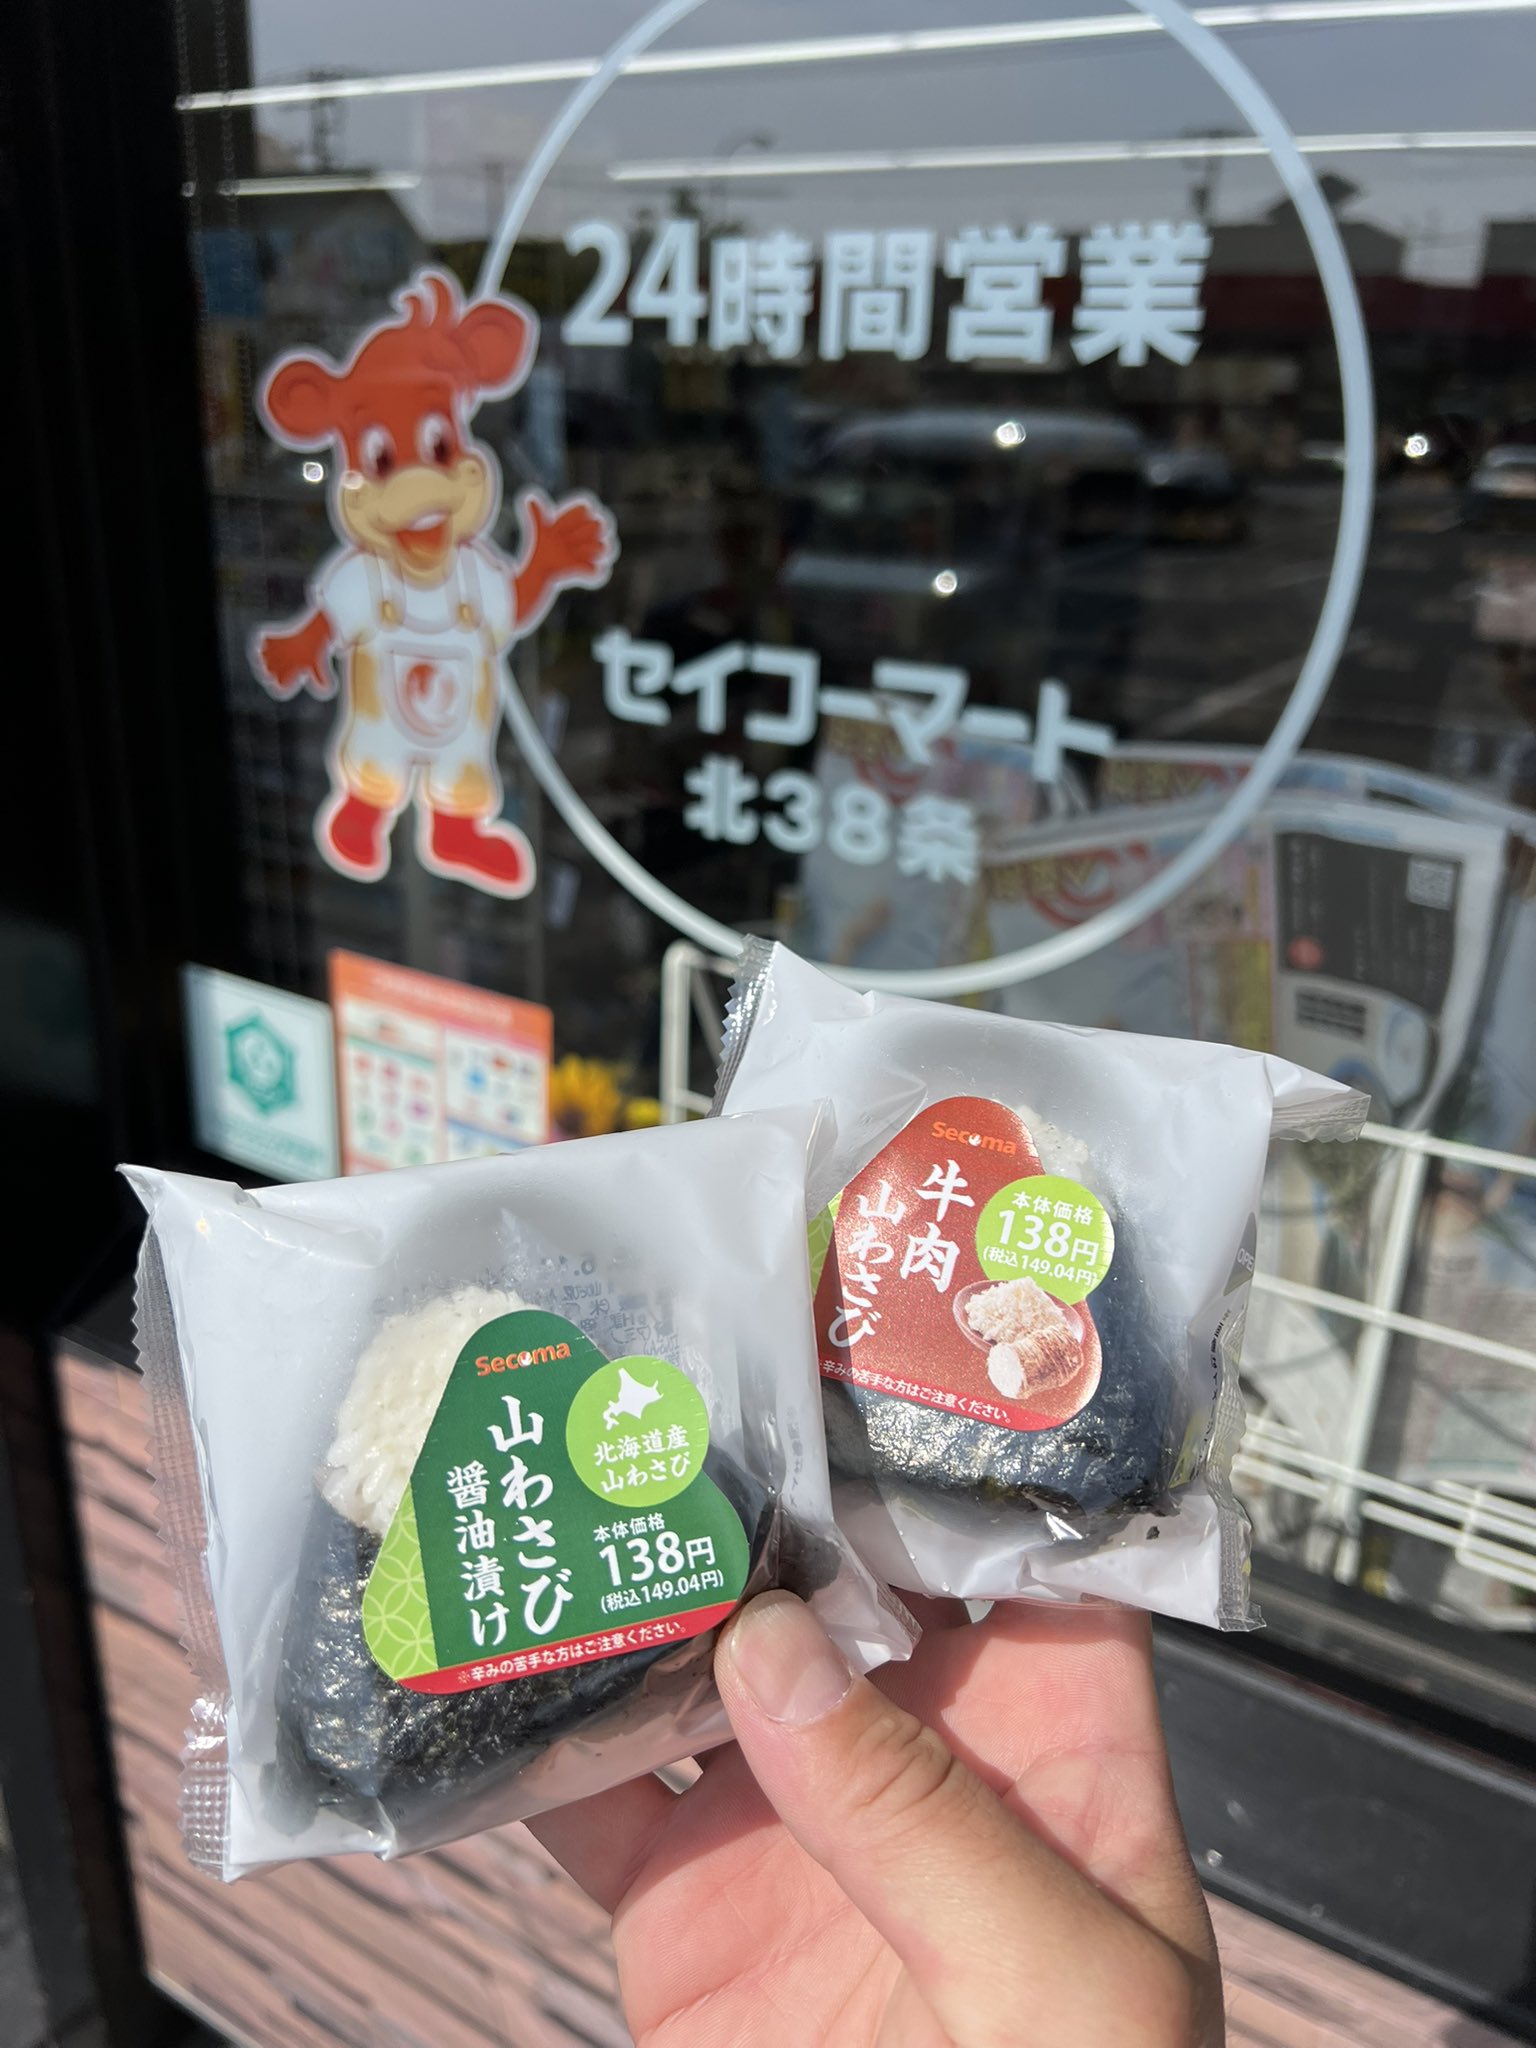 24時間営業
セイコーマート
北38条
Secoma
牛肉
山わさび
本体価格
138円
(税込149.04円)
※辛みの苦手な方はご注意ください。
OPE
Secoma
山わさび
醤油漬け
北海道産
山わさび
本体価格
138円
(税込149.04円)
※辛みの苦手な方はご注意ください。